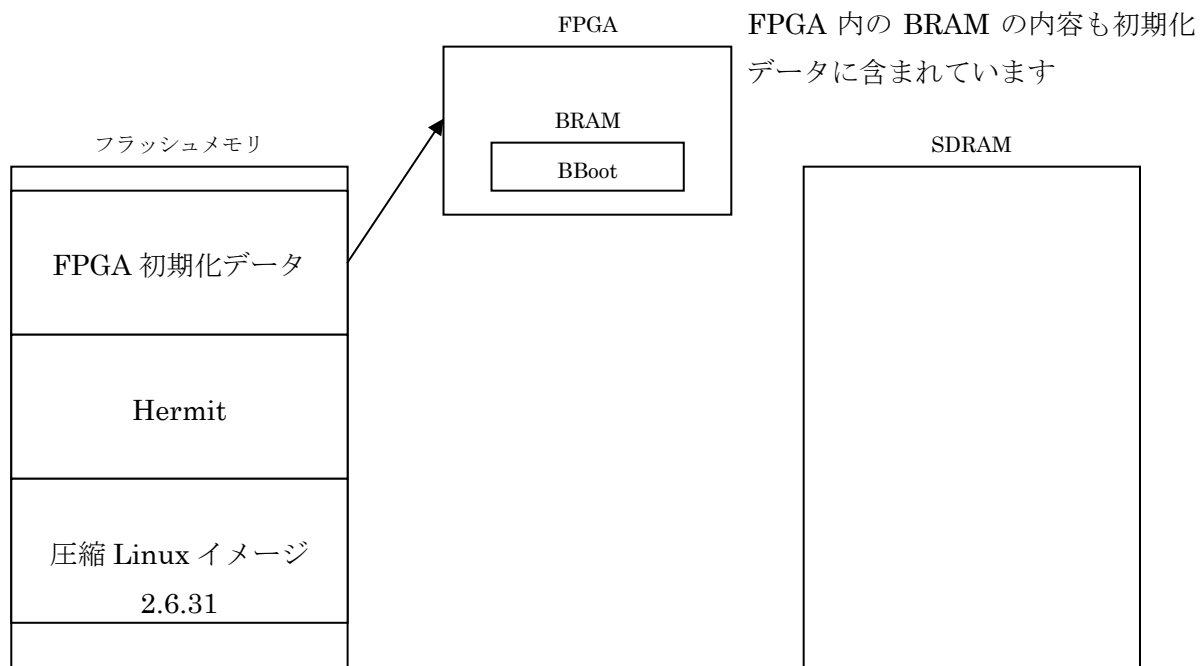 FPGA
FPGA 内の BRAM の内容も初期化
データに含まれています
BRAM
BBoot
フラッシュメモリ
SDRAM
FPGA 初期化データ
Hermit
圧縮 Linux イメージ
2.6.31